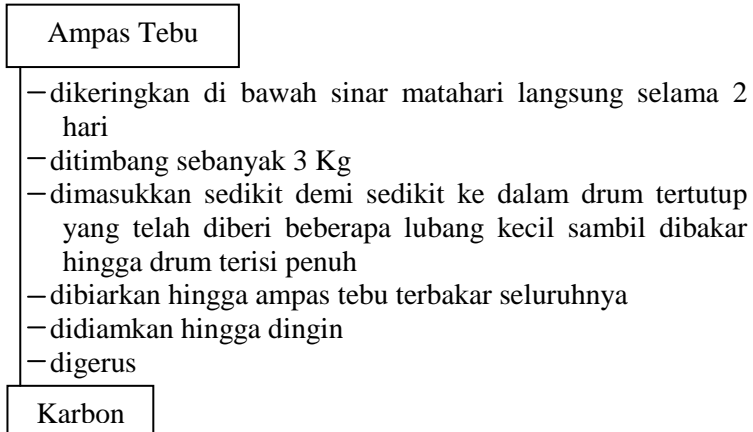 Ampas Tebu
–dikeringkan di bawah sinar matahari langsung selama 2
hari
–ditimbang sebanyak 3 Kg
–dimasukkan sedikit demi sedikit ke dalam drum tertutup
yang telah diberi beberapa lubang kecil sambil dibakar
hingga drum terisi penuh
–dibiarkan hingga ampas tebu terbakar seluruhnya
–didiamkan hingga dingin
–digerus
Karbon